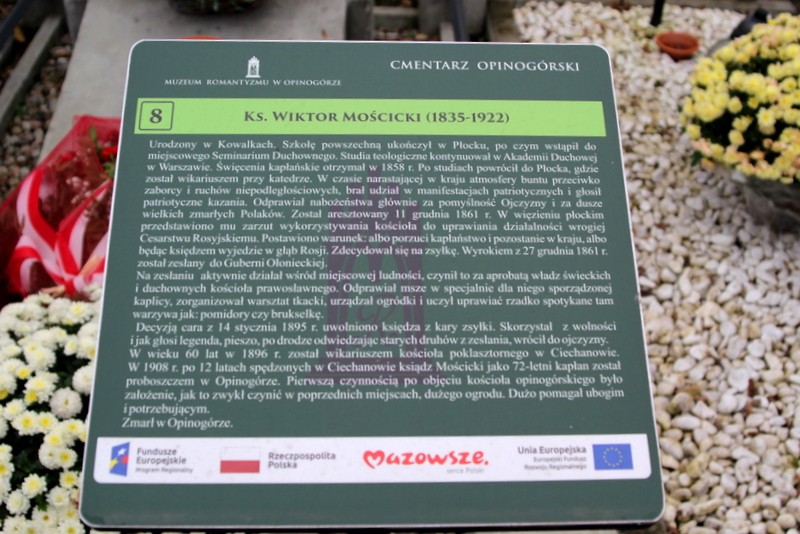 MUZEUM ROMANTYZMU W OPINOGÓRZE
CMENTARZ OPINOGÓRSKI
8
Ks. Wiktor Mościcki (1835-1922)
Urodzony w Kowalkach. Szkołę powszechną ukończył w Płocku, po czym wstąpił do
miejscowego Seminarium Duchownego. Studia teologiczne kontynuował w Akademii Duchowej
w Warszawie. Święcenia kapłańskie otrzymał w 1858 r. Po studiach powrócił do Płocka, gdzie
został wikariuszem przy katedrze. W czasie narastającej w kraju atmosfery buntu przeciwko
zaborcy i ruchów niepodległościowych, brał udział w manifestacjach patriotycznych i głosił
patriotyczne kazania. Odprawiał nabożeństwa głównie za pomyślność Ojczyzny i za dusze
wielkich zmarłych Polaków. Został aresztowany 11 grudnia 1861 r. W więzieniu płockim
przedstawiono mu zarzut wykorzystywania kościoła do uprawiania działalności wrogiej
Cesarstwu Rosyjskiemu. Postawiono warunek: albo porzuci kapłaństwo i pozostanie w kraju, albo
będąc księdzem wyjedzie w głąb Rosji. Zdecydował się na zsyłkę. Wyrokiem z 27 grudnia 1861 r.
został zesłany do Guberni Ołonieckiej.
Na zesłaniu aktywnie działał wśród miejscowej ludności, czynił to za aprobatą władz świeckich
i duchownych kościoła prawosławnego. Odprawiał msze w specjalnie dla niego sporządzonej
kaplicy, zorganizował warsztat tkacki, urządzał ogródki i uczył uprawiać rzadko spotykane tam
warzywa jak: pomidory czy brukselkę.
Decyzją cara z 14 stycznia 1895 r. uwolniono księdza z kary zsyłki. Skorzystał z wolności
i jak głosi legenda, pieszo, po drodze odwiedzając starych druhów z zesłania, wrócił do ojczyzny.
W wieku 60 lat w 1896 r. został wikariuszem kościoła poklasztornego w Ciechanowie.
W 1908 r. po 12 latach spędzonych w Ciechanowie ksiądz Mościcki jako 72-letni kapłan został
proboszczem w Opinogórze. Pierwszą czynnością po objęciu kościoła opinogórskiego było
założenie, jak to zwykł czynić w poprzednich miejscach, dużego ogrodu. Dużo pomagał ubogim
i potrzebującym.
Zmarł w Opinogórze.
Fundusze
Europejskie
Program Regionalny
Rzeczpospolita
Polska
Mazowsze.
serce Polski
Unia Europejska
Europejski Fundusz
Rozwoju Regionalnego